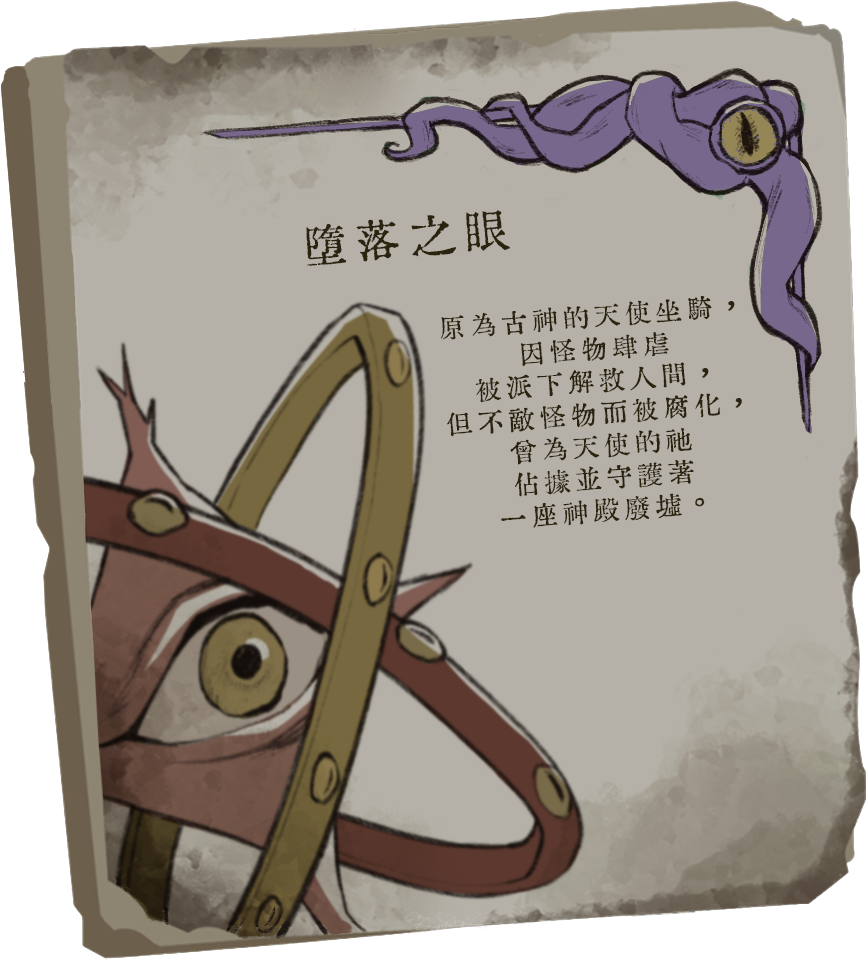 墮落之眼
原為古神的天使坐騎，
因怪物肆虐
被派下解救人間，
但不敵怪物而被腐化，
曾為天使的祂
佔據並守護著
一座神殿廢墟。